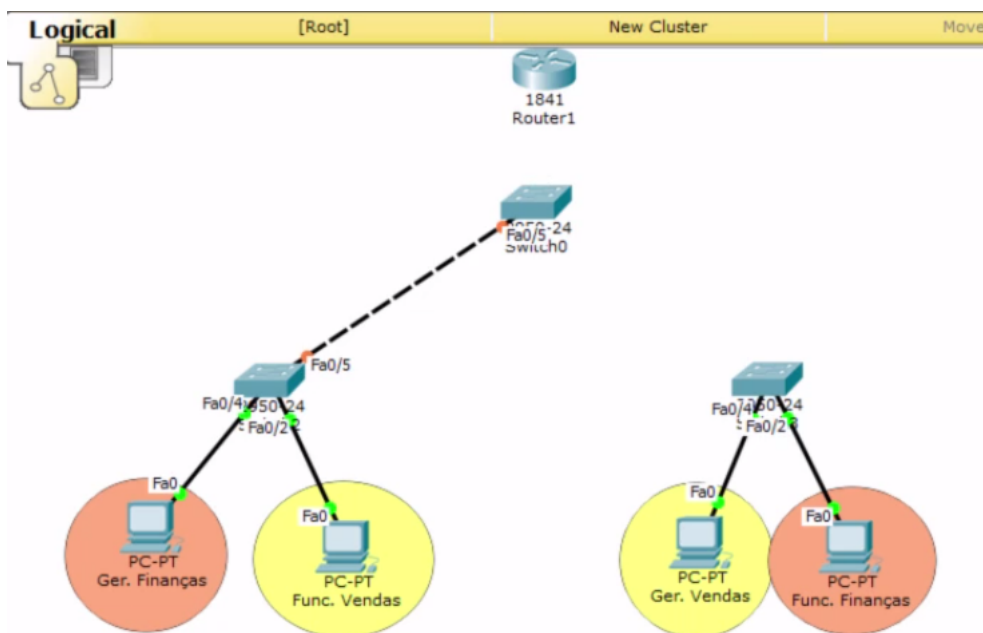 Logical
[Root]
New Cluster
Move
1841
Router1
Fa0/5
Fa0/5
Fa0/4
Fa0/2
Fa0/4
Fa0/2
Fa0
Fa0
Fa0
Fa0
PC-PT
Ger. Finanças
PC-PT
Func. Vendas
PC-PT
Ger. Vendas
PC-PT
Func. Finanças